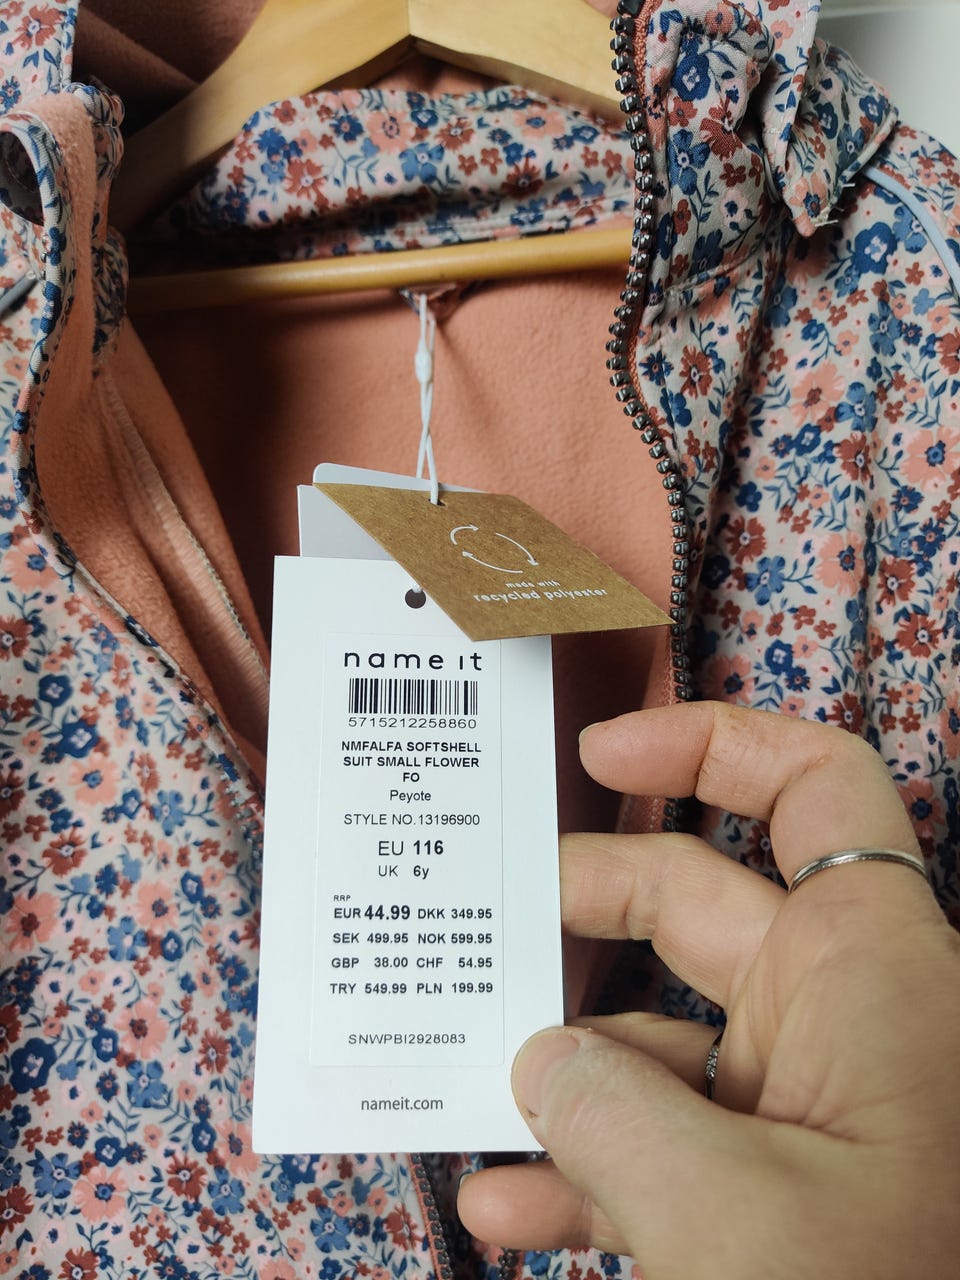 made with
recycled polyester
name it
5715212258860
NMFALFA SOFTSHELL
SUIT SMALL FLOWER
FO
Peyote
STYLE NO.13196900
EU 116
UK 6y
RRP
EUR 44.99 DKK 349.95
SEK 499.95 NOK 599.95
GBP 38.00 CHF 54.95
TRY 549.99 PLN 199.99
SNWPBI2928083
nameit.com